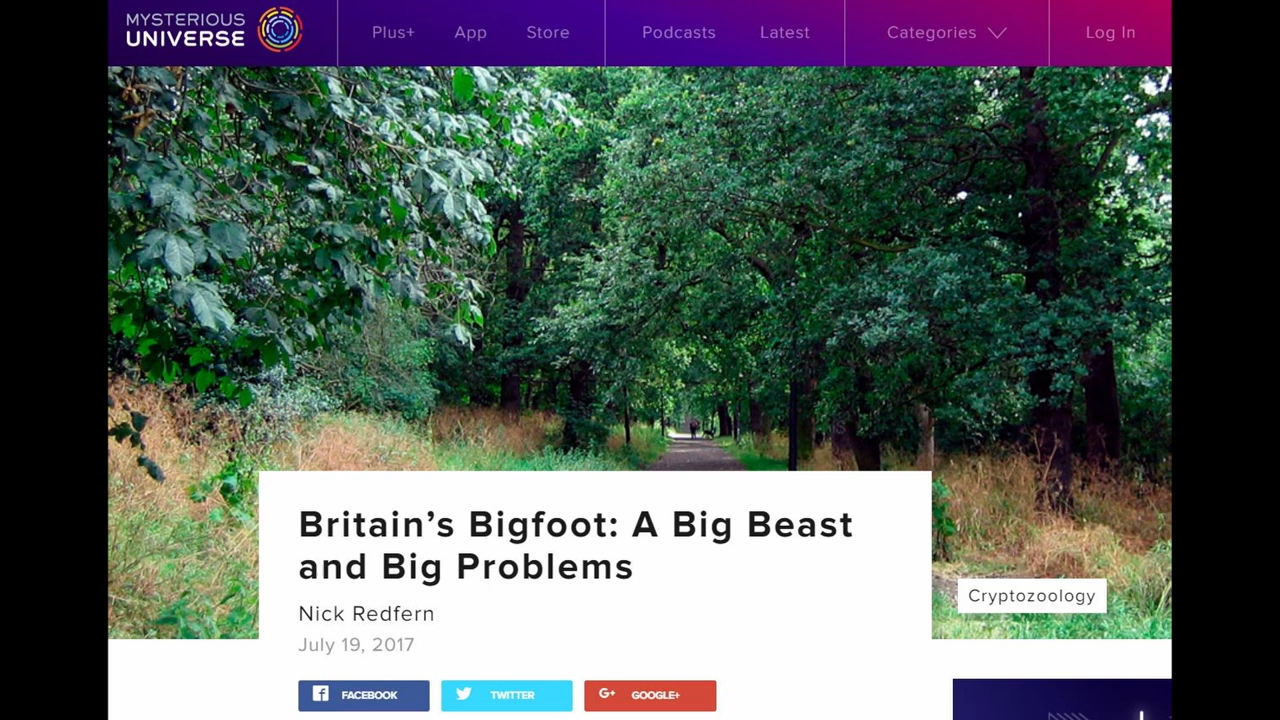 MYSTERIOUS
UNIVERSE
Plus+ App Store Podcasts Latest Categories Log In
Britain's Bigfoot: A Big Beast
and Big Problems
Cryptozoology
Nick Redfern
July 19, 2017
FACEBOOK TWITTER G+ GOOGLE+